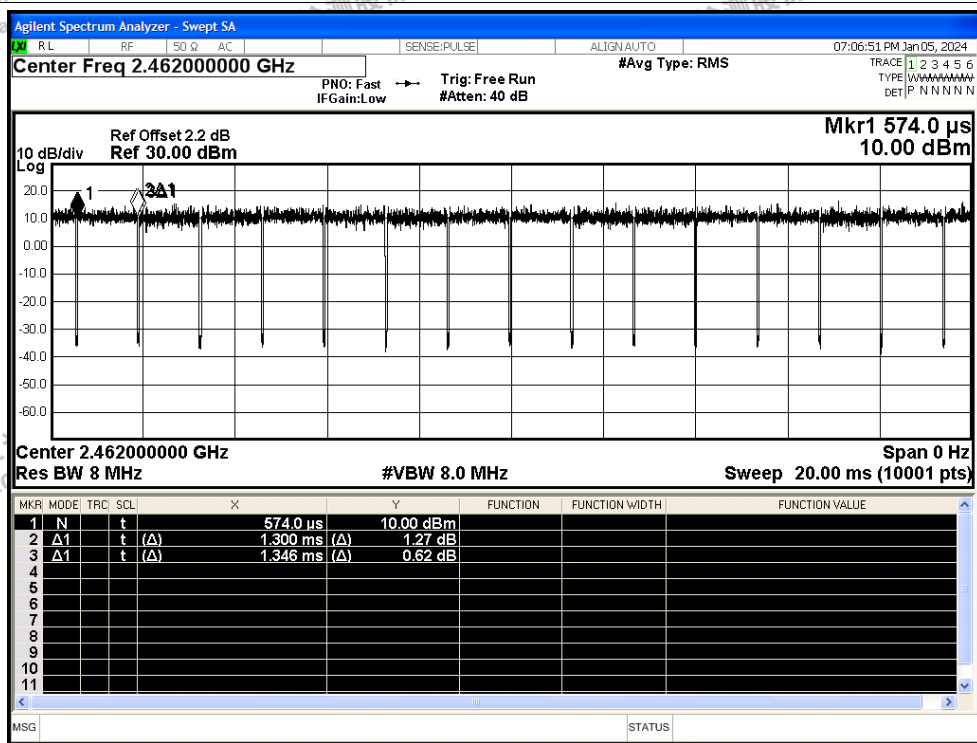 Agilent Spectrum Analyzer - Swept SA
LXI RL RF 50 Ω AC SENSE:PULSE ALIGN AUTO 07:06:51 PM Jan 05, 2024
Center Freq 2.462000000 GHz #Avg Type: RMS TRACE 1 2 3 4 5 6
PNO: Fast Trig: Free Run TYPE WWWWWW
IFGain:Low #Atten: 40 dB DET P N N N N N
Mkr1 574.0 µs
Ref Offset 2.2 dB
10 dB/div Ref 30.00 dBm 10.00 dBm
Log
20.0
1 3Δ1
10.0
0.00
-10.0
-20.0
-30.0
-40.0
-50.0
-60.0
Center 2.462000000 GHz Span 0 Hz
Res BW 8 MHz #VBW 8.0 MHz Sweep 20.00 ms (10001 pts)
MKR MODE TRC SCL X Y FUNCTION FUNCTION WIDTH FUNCTION VALUE
1 N t 574.0 µs 10.00 dBm
2 Δ1 t (Δ) 1.300 ms (Δ) 1.27 dB
3 Δ1 t (Δ) 1.346 ms (Δ) 0.62 dB
4
5
6
7
8
9
10
11
MSG STATUS